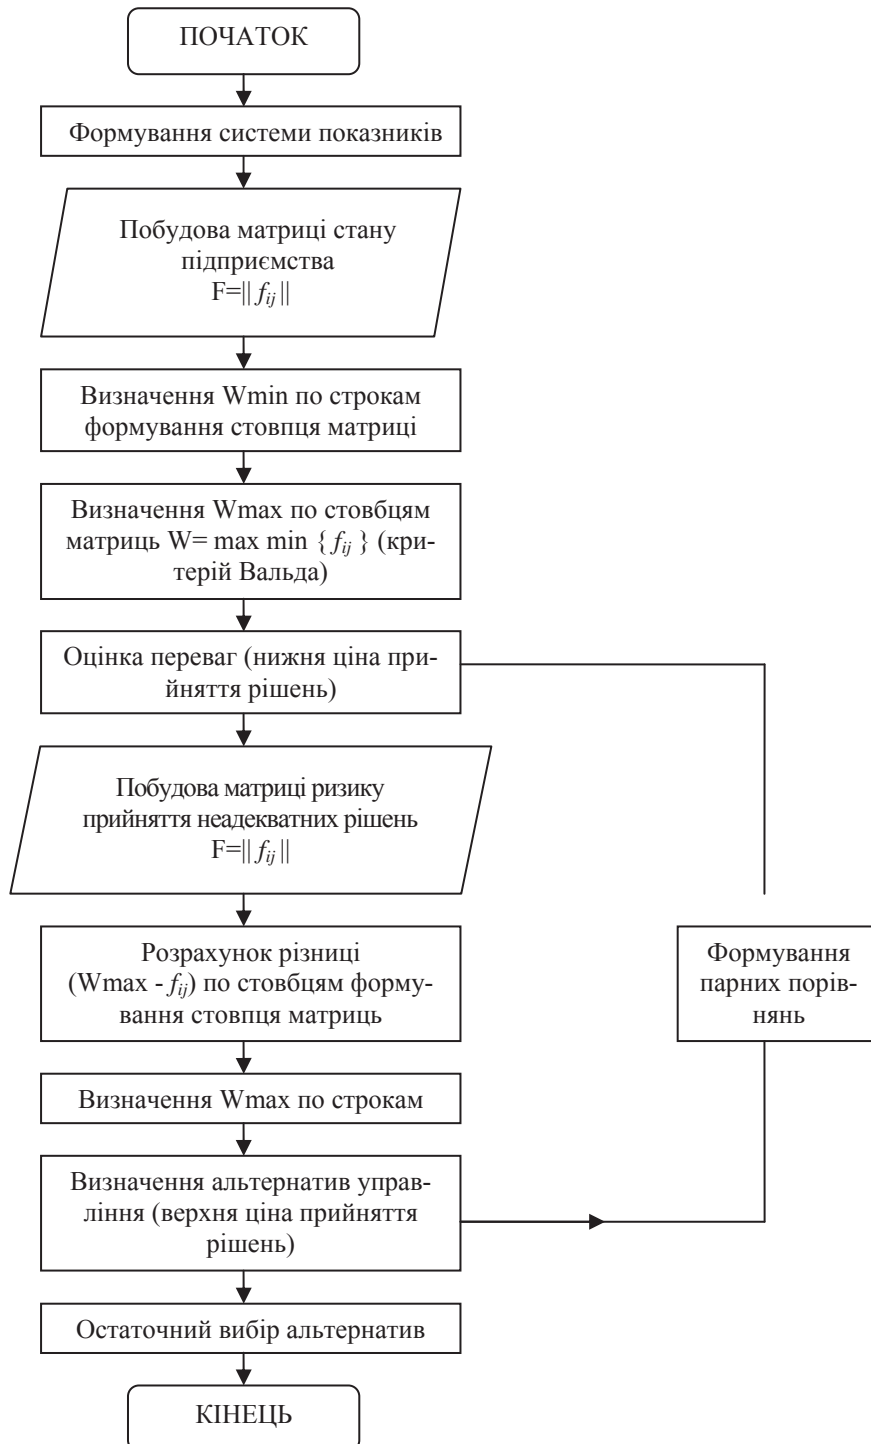 ПОЧАТОК
Формування системи показників
Побудова матриці стану
підприємства
F=|| fij ||
Визначення Wmin по строкам
формування стовпця матриці
Визначення Wmax по стовбцям
матриць W= max min { fij } (кри-
терій Вальда)
Оцінка переваг (нижня ціна при-
йняття рішень)
Побудова матриці ризику
прийняття неадекватних рішень
F=|| fij ||
Розрахунок різниці
(Wmax - fij) по стовбцям форму-
вання стовпця матриць
Формування
парних порів-
нянь
Визначення Wmax по строкам
Визначення альтернатив управ-
ління (верхня ціна прийняття
рішень)
Остаточний вибір альтернатив
КІНЕЦЬ